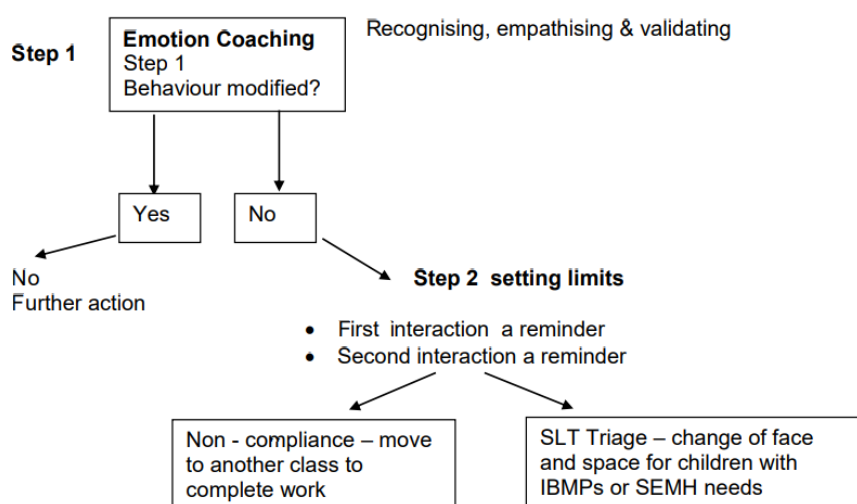 Recognising, empathising & validating
Step 1
Emotion Coaching
Step 1
Behaviour modified?
Yes
No
No
Further action
Step 2 setting limits
• First interaction a reminder
• Second interaction a reminder
Non - compliance – move
to another class to
complete work
SLT Triage – change of face
and space for children with
IBMPs or SEMH needs